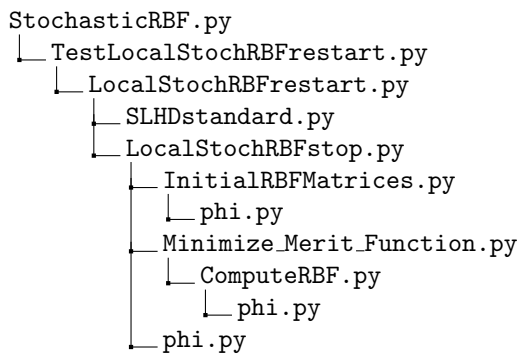 StochasticRBF.py
TestLocalStochRBFrestart.py
LocalStochRBFrestart.py
SLHDstandard.py
LocalStochRBFstop.py
InitialRBFMatrices.py
phi.py
Minimize_Merit_Function.py
ComputeRBF.py
phi.py
phi.py